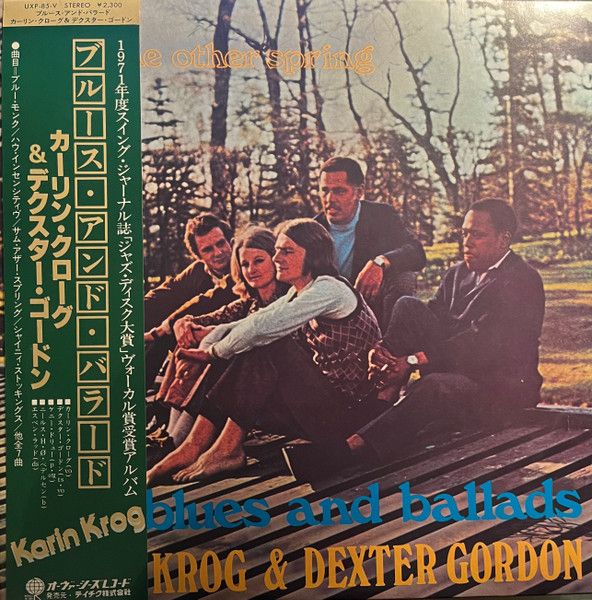 UXP-85-V STEREO ¥2,300
ブルース・アンド・バラード
カーリン・クローグ&デクスター・ゴードン
1971年度スイング・ジャーナル誌「ジャズ・ディスク大賞」ヴォーカル賞受賞アルバム
ブルース・アンド・バラード
カーリン・クローグ
&デクスター・ゴードン
●曲目=ブルー・モンク/ハウ・インセンシティヴ/サム・アザー・スプリング/シャイニィ・ストッキングス/他全7曲
■カーリン・クローグ(vo)
■デクスター・ゴードン(ts・vo)
■ケニー・ドリュー(p・org)
■ニールス・H・Ø・ペデルセン(b)
■エスペン・ラッド(ds)
Karin Krog
オーヴァーシーズ・レコード
発売元・テイチク株式会社
other spring
blues and ballads
KROG & DEXTER GORDON